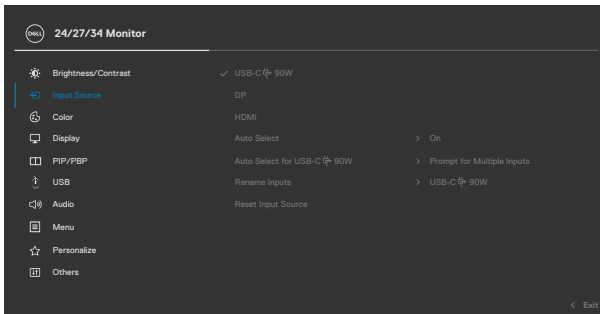 DELL 24/27/34 Monitor
Brightness/Contrast USB-C 90W
Input Source DP
Color HDMI
Display Auto Select On
PIP/PBP Auto Select for USB-C 90W Prompt for Multiple Inputs
USB Rename Inputs USB-C 90W
Audio Reset Input Source
Menu
Personalize
Others
Exit